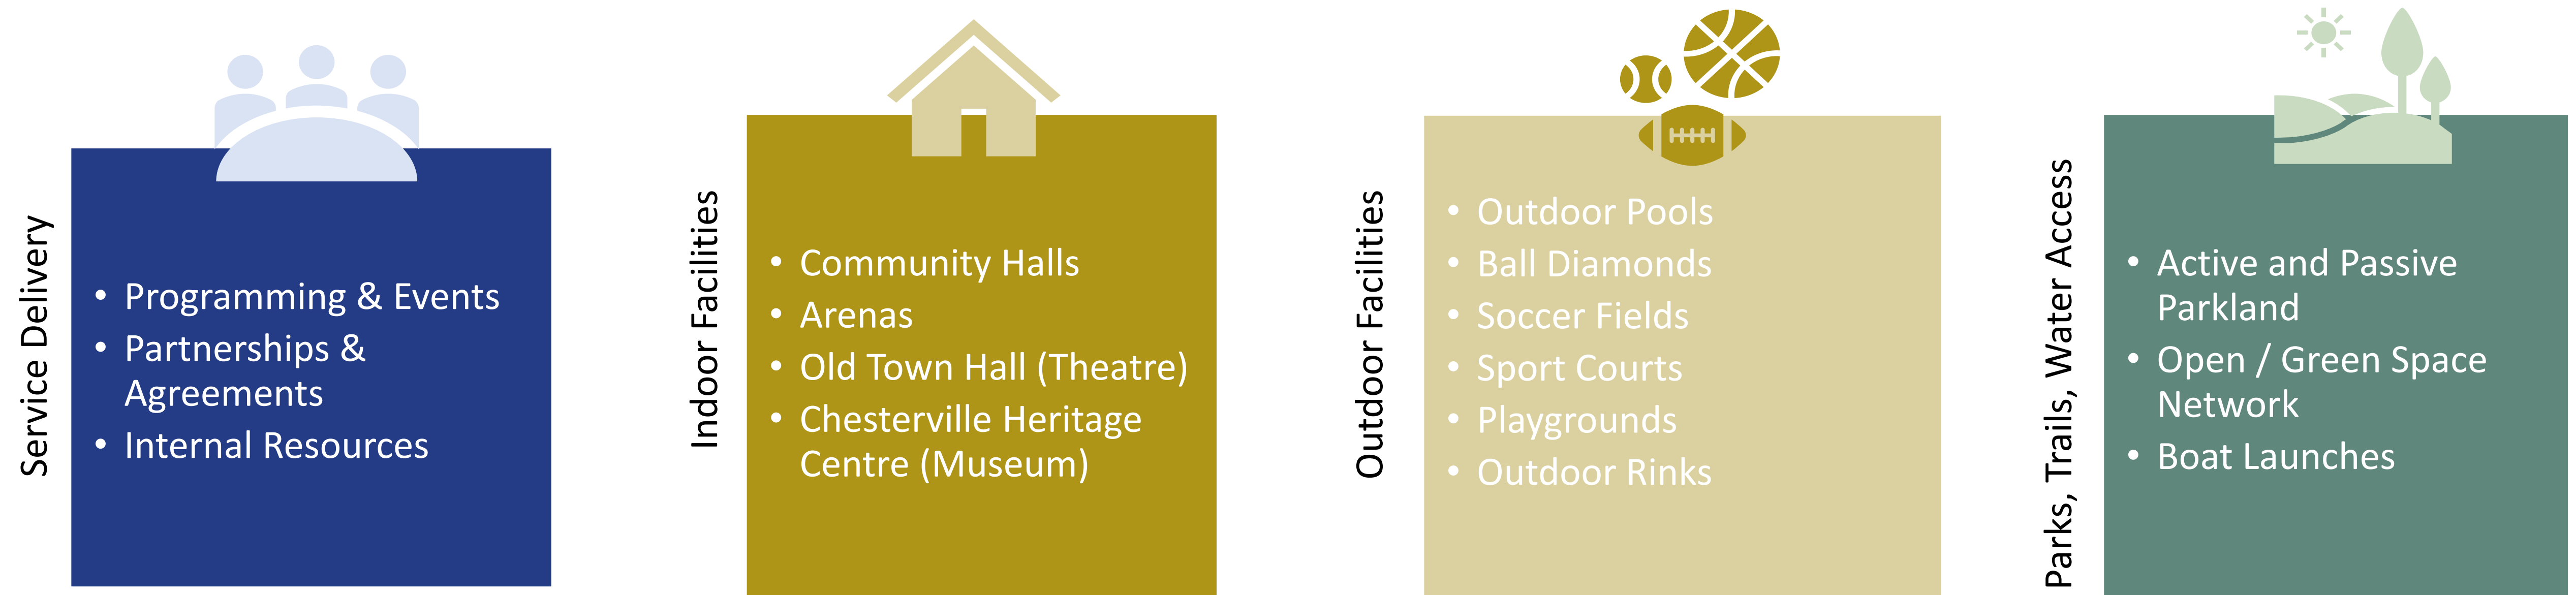 Service Delivery
• Programming & Events
• Partnerships &
Agreements
• Internal Resources
Indoor Facilities
• Community Halls
• Arenas
• Old Town Hall (Theatre)
• Chesterville Heritage
Centre (Museum)
Outdoor Facilities
• Outdoor Pools
• Ball Diamonds
• Soccer Fields
• Sport Courts
• Playgrounds
• Outdoor Rinks
Parks, Trails, Water Access
• Active and Passive
Parkland
• Open / Green Space
Network
• Boat Launches